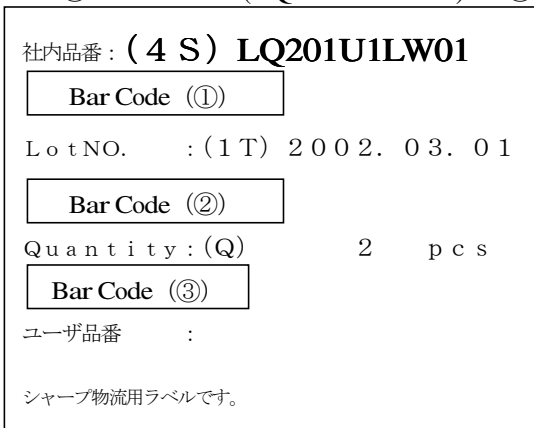 社内品番：(４Ｓ) LQ201U1LW01
Bar Code (①)
ＬｏｔNO.　　：(１Ｔ) ２００２．０３．０１
Bar Code (②)
Ｑｕａｎｔｉｔｙ：(Ｑ)　　　　２　ｐｃｓ
Bar Code (③)
ユーザ品番　　：
シャープ物流用ラベルです。